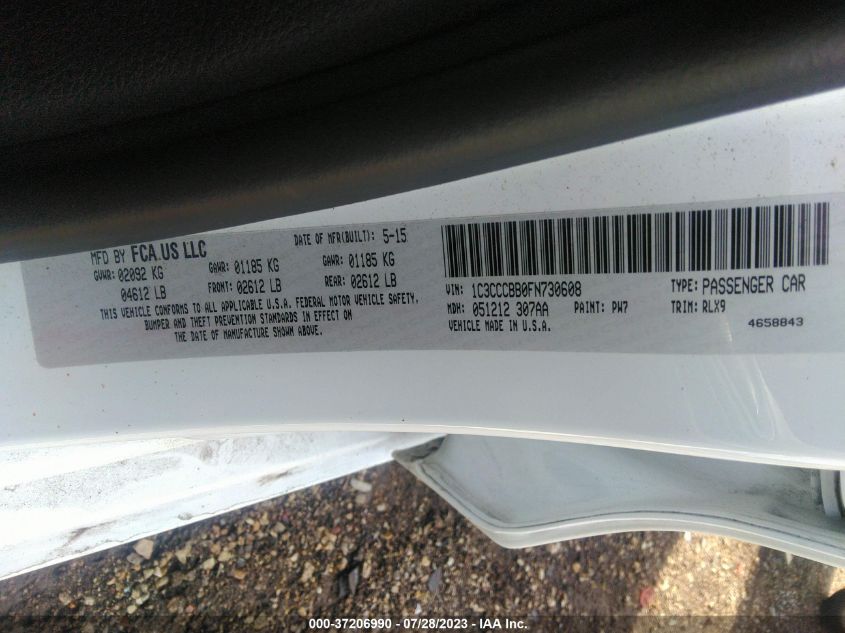 MFD BY FCA US LLC
DATE OF MFR(BUILT): 5-15
GVWR: 02092 KG GAWR: 01185 KG GAWR: 01185 KG
04612 LB FRONT: 02612 LB REAR: 02612 LB
THIS VEHICLE CONFORMS TO ALL APPLICABLE U.S.A. FEDERAL MOTOR VEHICLE SAFETY,
BUMPER AND THEFT PREVENTION STANDARDS IN EFFECT ON
THE DATE OF MANUFACTURE SHOWN ABOVE.
VIN: 1C3CCCBB0FN730608 TYPE: PASSENGER CAR
MDH: 051212 307AA PAINT: PW7 TRIM: RLX9
VEHICLE MADE IN U.S.A. 4658843
000-37206990 - 07/28/2023 - IAA Inc.